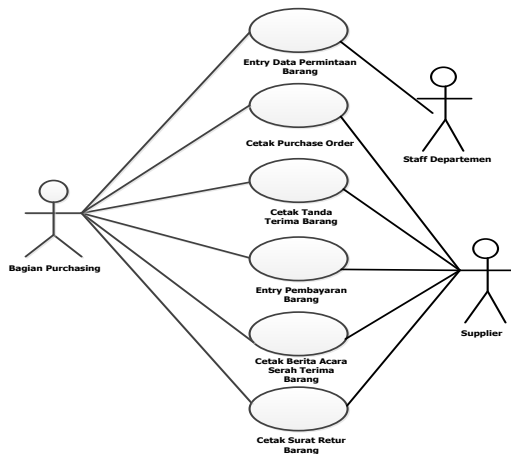 Entry Data Permintaan
Barang
Cetak Purchase Order
Staff Departemen
Cetak Tanda
Terima Barang
Bagian Purchasing
Entry Pembayaran
Barang
Supplier
Cetak Berita Acara
Serah Terima
Barang
Cetak Surat Retur
Barang